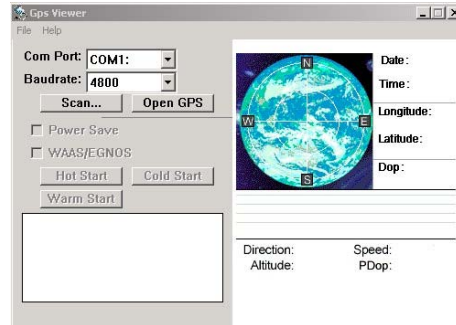 Gps Viewer
File Help
Com Port: COM1:
Baudrate: 4800
Scan... Open GPS
Power Save
WAAS/EGNOS
Hot Start Cold Start
Warm Start
N
W E
S
Date:
Time:
Longitude:
Latitude:
Dop:
Direction: Speed:
Altitude: PDop: